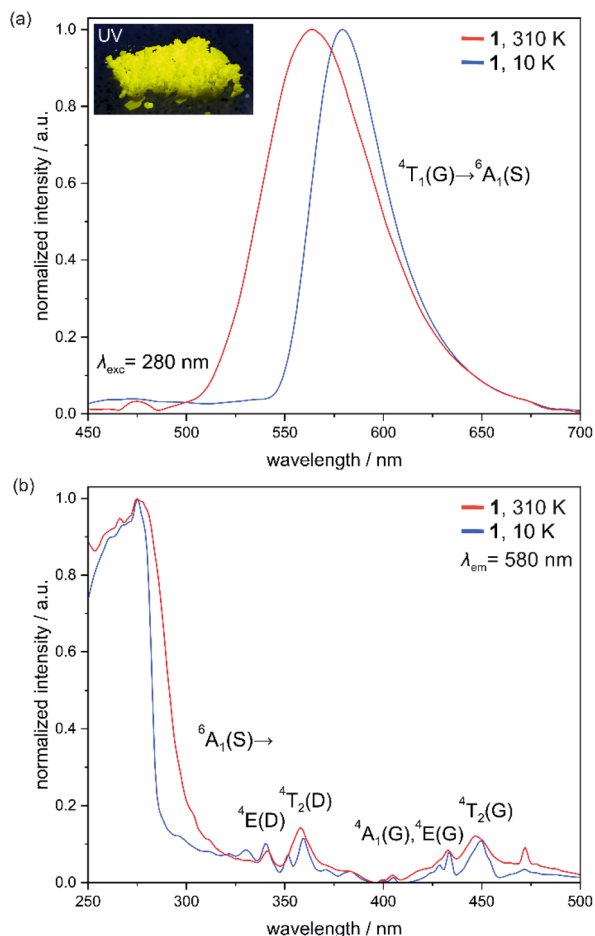 (a)
UV
1, 310 K
1, 10 K
⁴T₁(G)→⁶A₁(S)
λexc= 280 nm
normalized intensity / a.u.
1.0
0.8
0.6
0.4
0.2
0.0
450 500 550 600 650 700
wavelength / nm
(b)
1, 310 K
1, 10 K
λem= 580 nm
⁶A₁(S)→
⁴E(D)
⁴T₂(D)
⁴A₁(G),⁴E(G)
⁴T₂(G)
normalized intensity / a.u.
1.0
0.8
0.6
0.4
0.2
0.0
250 300 350 400 450 500
wavelength / nm